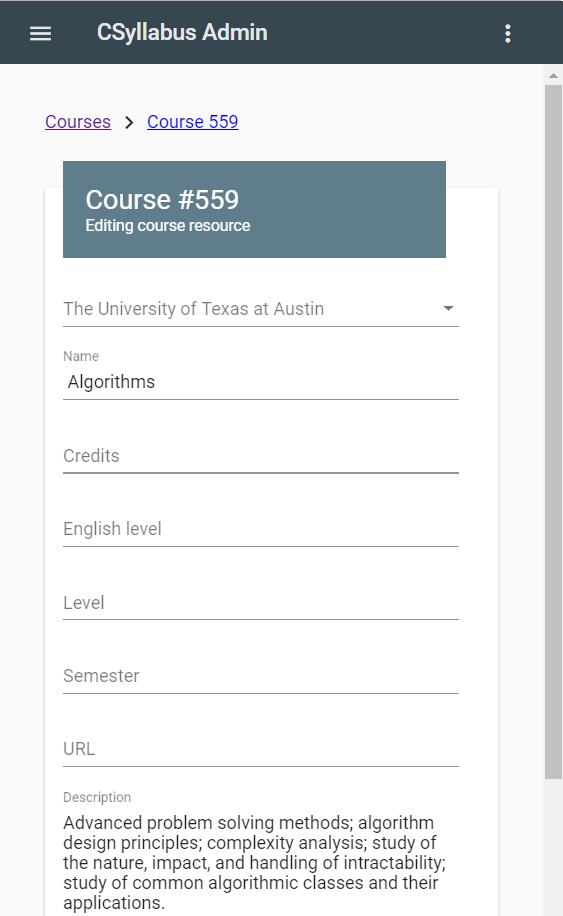 CSyllabus Admin
Courses > Course 559
Course #559
Editing course resource
The University of Texas at Austin
Name
Algorithms
Credits
English level
Level
Semester
URL
Description
Advanced problem solving methods; algorithm
design principles; complexity analysis; study of
the nature, impact, and handling of intractability;
study of common algorithmic classes and their
applications.